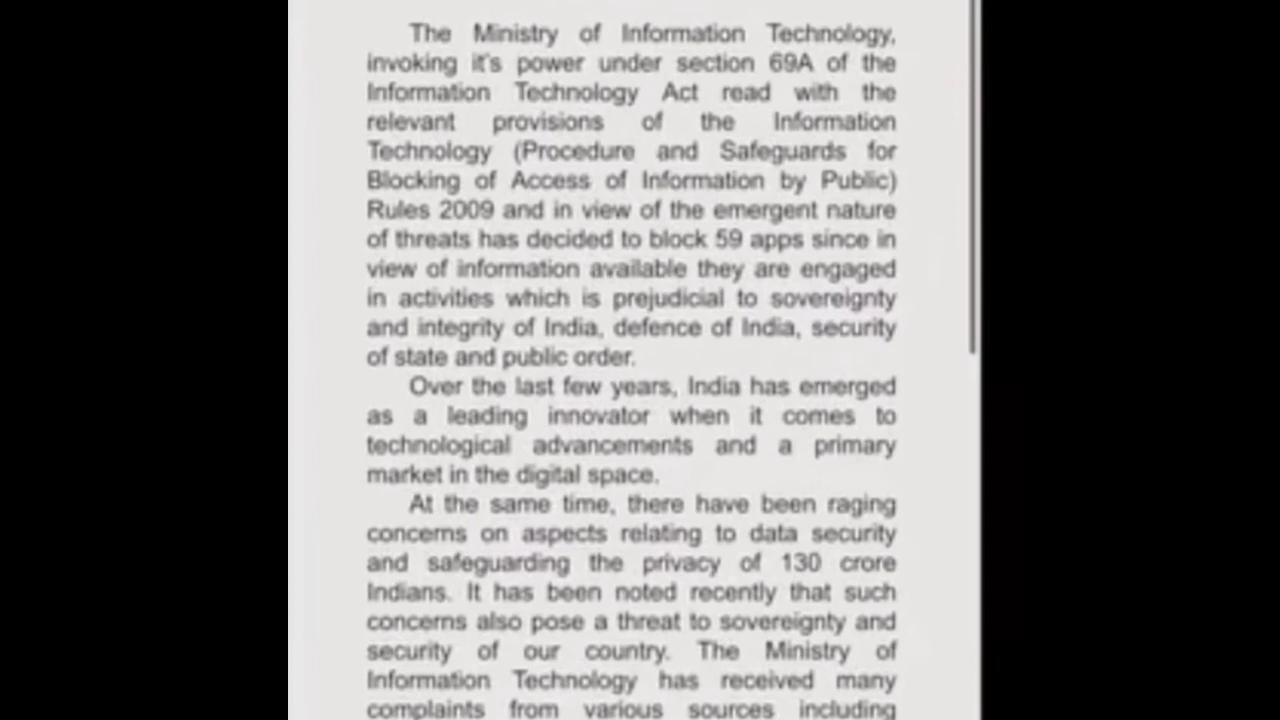 The Ministry of Information Technology,
invoking it's power under section 69A of the
Information Technology Act read with the
relevant provisions of the Information
Technology (Procedure and Safeguards for
Blocking of Access of Information by Public)
Rules 2009 and in view of the emergent nature
of threats has decided to block 59 apps since in
view of information available they are engaged
in activities which is prejudicial to sovereignty
and integrity of India, defence of India, security
of state and public order.
Over the last few years, India has emerged
as a leading innovator when it comes to
technological advancements and a primary
market in the digital space.
At the same time, there have been raging
concerns on aspects relating to data security
and safeguarding the privacy of 130 crore
Indians. It has been noted recently that such
concerns also pose a threat to sovereignty and
security of our country. The Ministry of
Information Technology has received many
complaints from various sources including